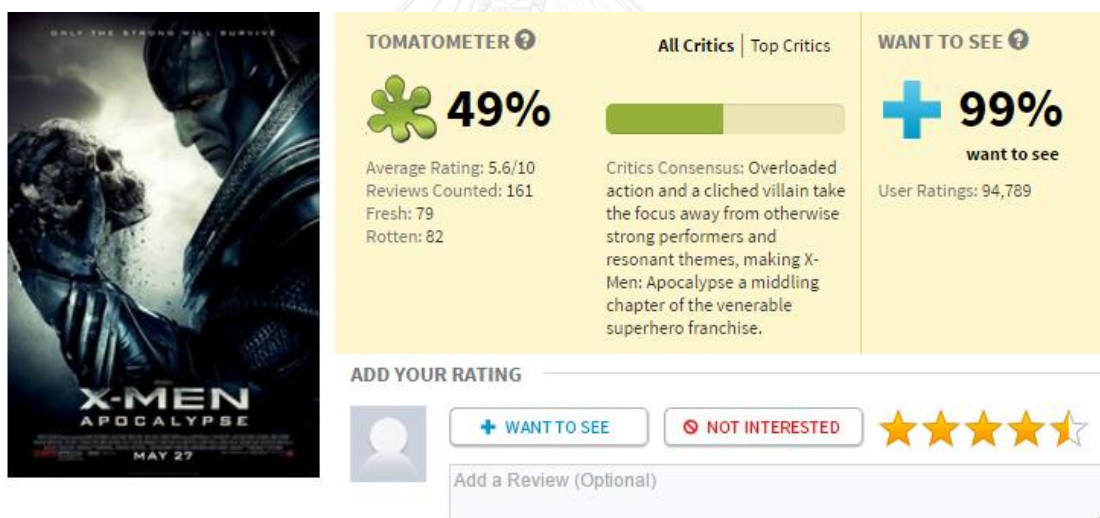 ONLY THE STRONG WILL SURVIVE
X-MEN
APOCALYPSE
MAY 27
TOMATOMETER ?
All Critics | Top Critics
49%
Average Rating: 5.6/10
Reviews Counted: 161
Fresh: 79
Rotten: 82
Critics Consensus: Overloaded
action and a cliched villain take
the focus away from otherwise
strong performers and
resonant themes, making X-
Men: Apocalypse a middling
chapter of the venerable
superhero franchise.
WANT TO SEE ?
99%
want to see
User Ratings: 94,789
ADD YOUR RATING
WANT TO SEE
NOT INTERESTED
Add a Review (Optional)